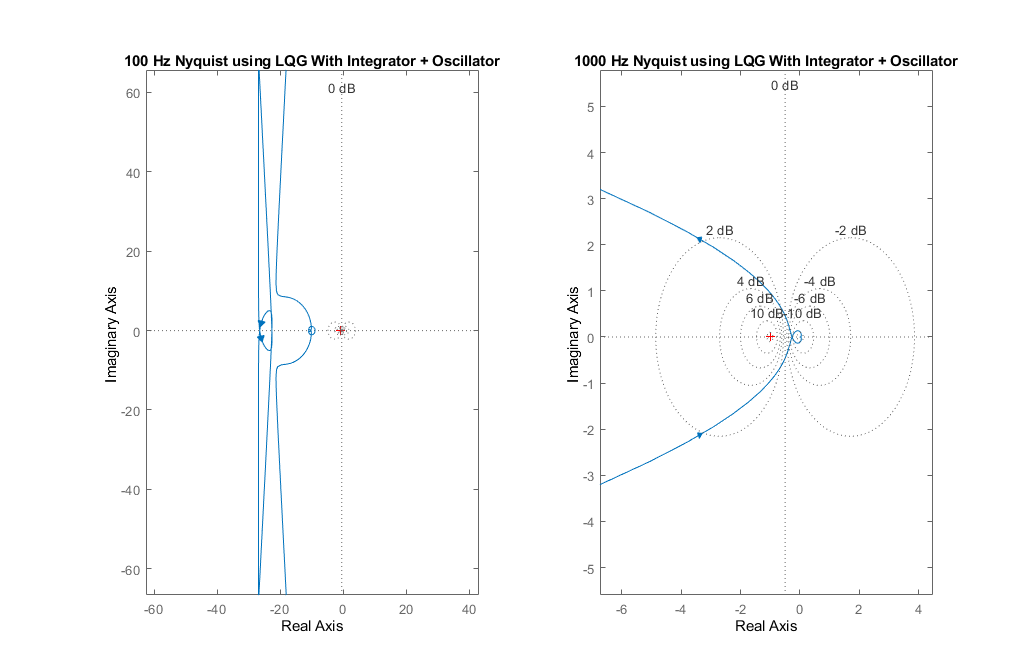 100 Hz Nyquist using LQG With Integrator + Oscillator
0 dB
60
40
20
0
-20
-40
-60
Imaginary Axis
-60 -40 -20 0 20 40
Real Axis
1000 Hz Nyquist using LQG With Integrator + Oscillator
0 dB
2 dB -2 dB
4 dB -4 dB
6 dB -6 dB
10 dB -10 dB
5
4
3
2
1
0
-1
-2
-3
-4
-5
Imaginary Axis
-6 -4 -2 0 2 4
Real Axis